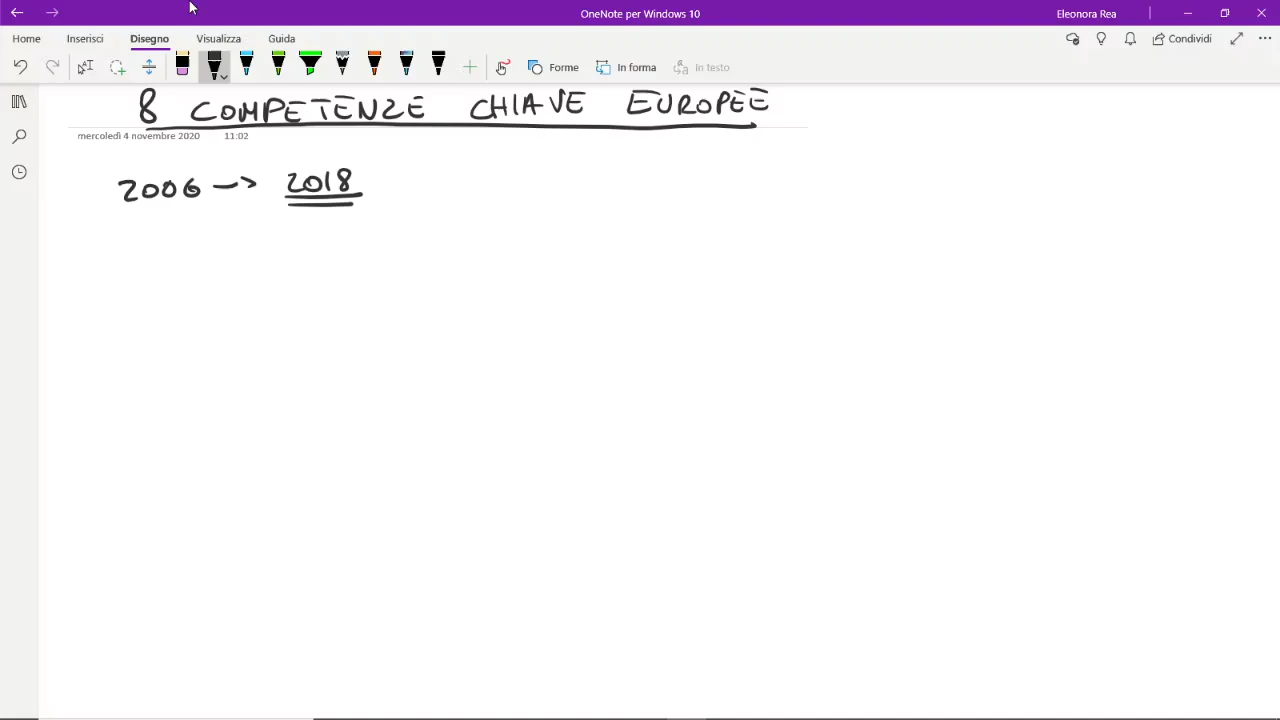 OneNote per Windows 10
Eleonora Rea
Home Inserisci Disegno Visualizza Guida
Condividi
Forme In forma In testo
8 COMPETENZE CHIAVE EUROPEE
mercoledì 4 novembre 2020 11:02
2006 -> 2018